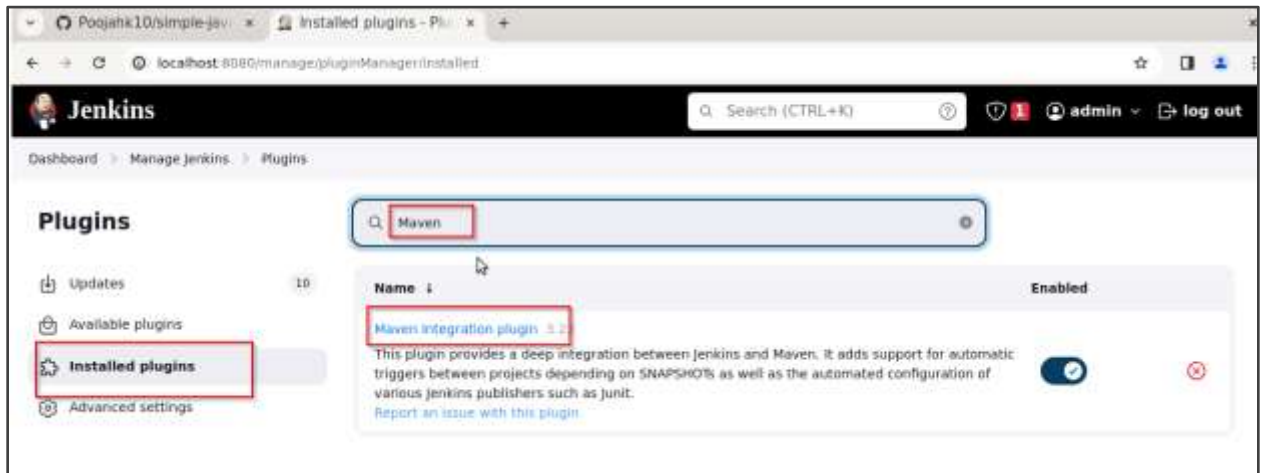 Poojahk10/simple-jav
Installed plugins - Plu
localhost:8080/manage/pluginManager/installed
Jenkins
Search (CTRL+K)
1
admin
log out
Dashboard
Manage Jenkins
Plugins
Plugins
Maven
Updates
10
Available plugins
Installed plugins
Advanced settings
Name ↓
Enabled
Maven Integration plugin
This plugin provides a deep integration between Jenkins and Maven. It adds support for automatic
triggers between projects depending on SNAPSHOTs as well as the automated configuration of
various Jenkins publishers such as Junit.
Report an issue with this plugin